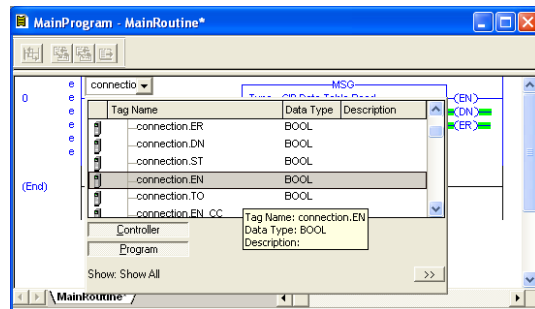 MainProgram - MainRoutine*
e connectio MSG
0 e Type - CIP Data Table Read (EN)
e Tag Name Data Type Description (DN)
e connection.ER BOOL (ER)
e connection.DN BOOL
e connection.ST BOOL
(End) connection.EN BOOL
connection.TO BOOL
connection.EN_CC
Tag Name: connection.EN
Controller Data Type: BOOL
Program Description:
Show: Show All >>
MainRoutine*